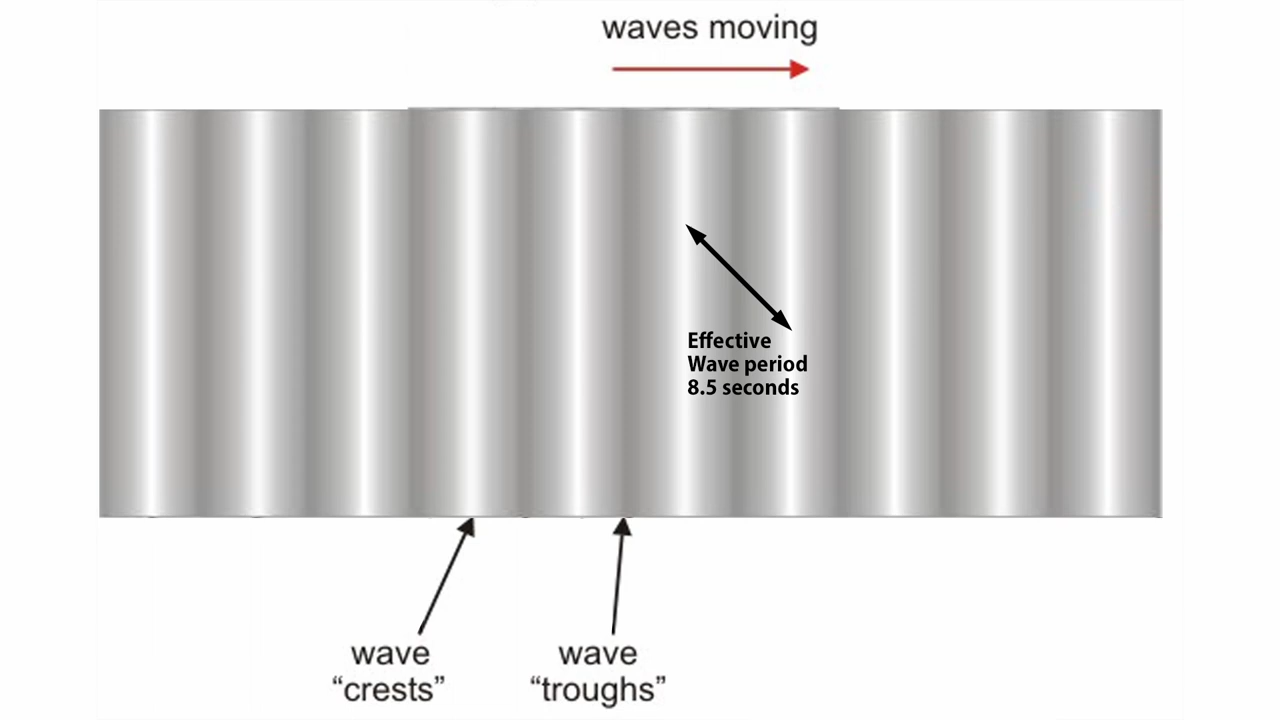 waves moving
Effective
Wave period
8.5 seconds
wave
“crests”
wave
“troughs”